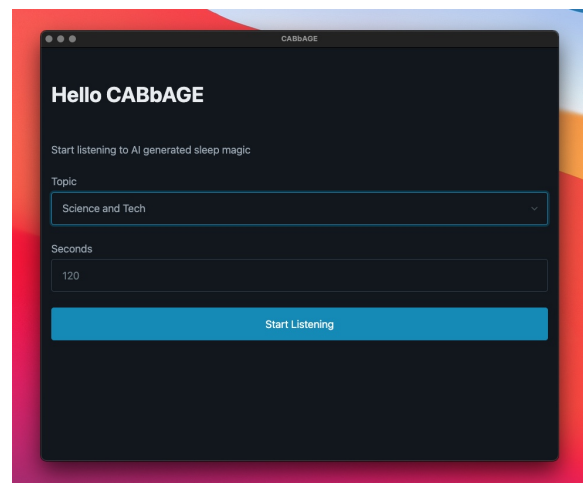 CABbAGE
Hello CABbAGE
Start listening to AI generated sleep magic
Topic
Science and Tech
Seconds
120
Start Listening